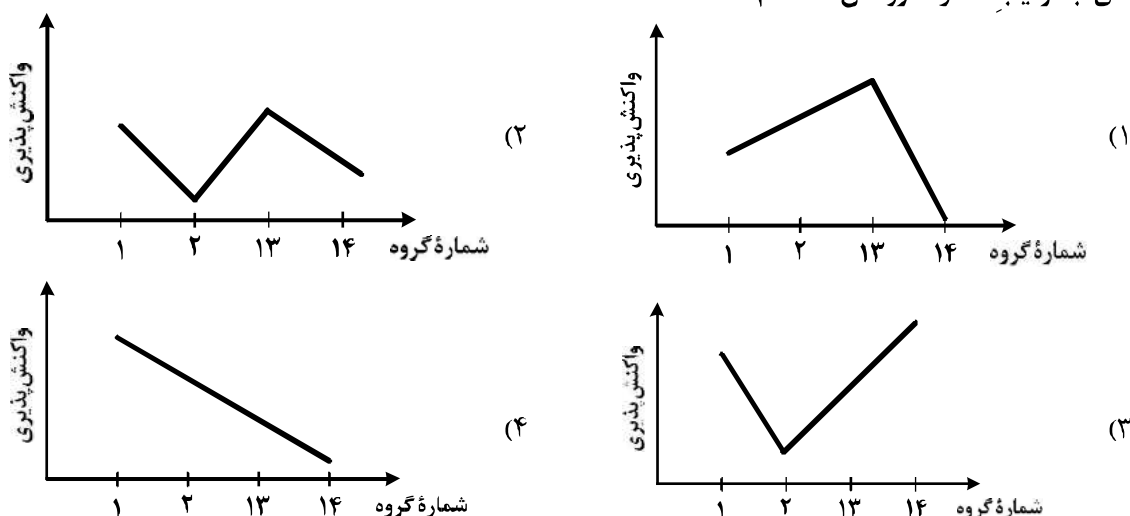 (۱
واکنش‌پذیری
۱ ۲ ۱۳ ۱۴
شمارهٔ گروه
(۲
واکنش‌پذیری
۱ ۲ ۱۳ ۱۴
شمارهٔ گروه
(۳
واکنش‌پذیری
۱ ۲ ۱۳ ۱۴
شمارهٔ گروه
(۴
واکنش‌پذیری
۱ ۲ ۱۳ ۱۴
شمارهٔ گروه